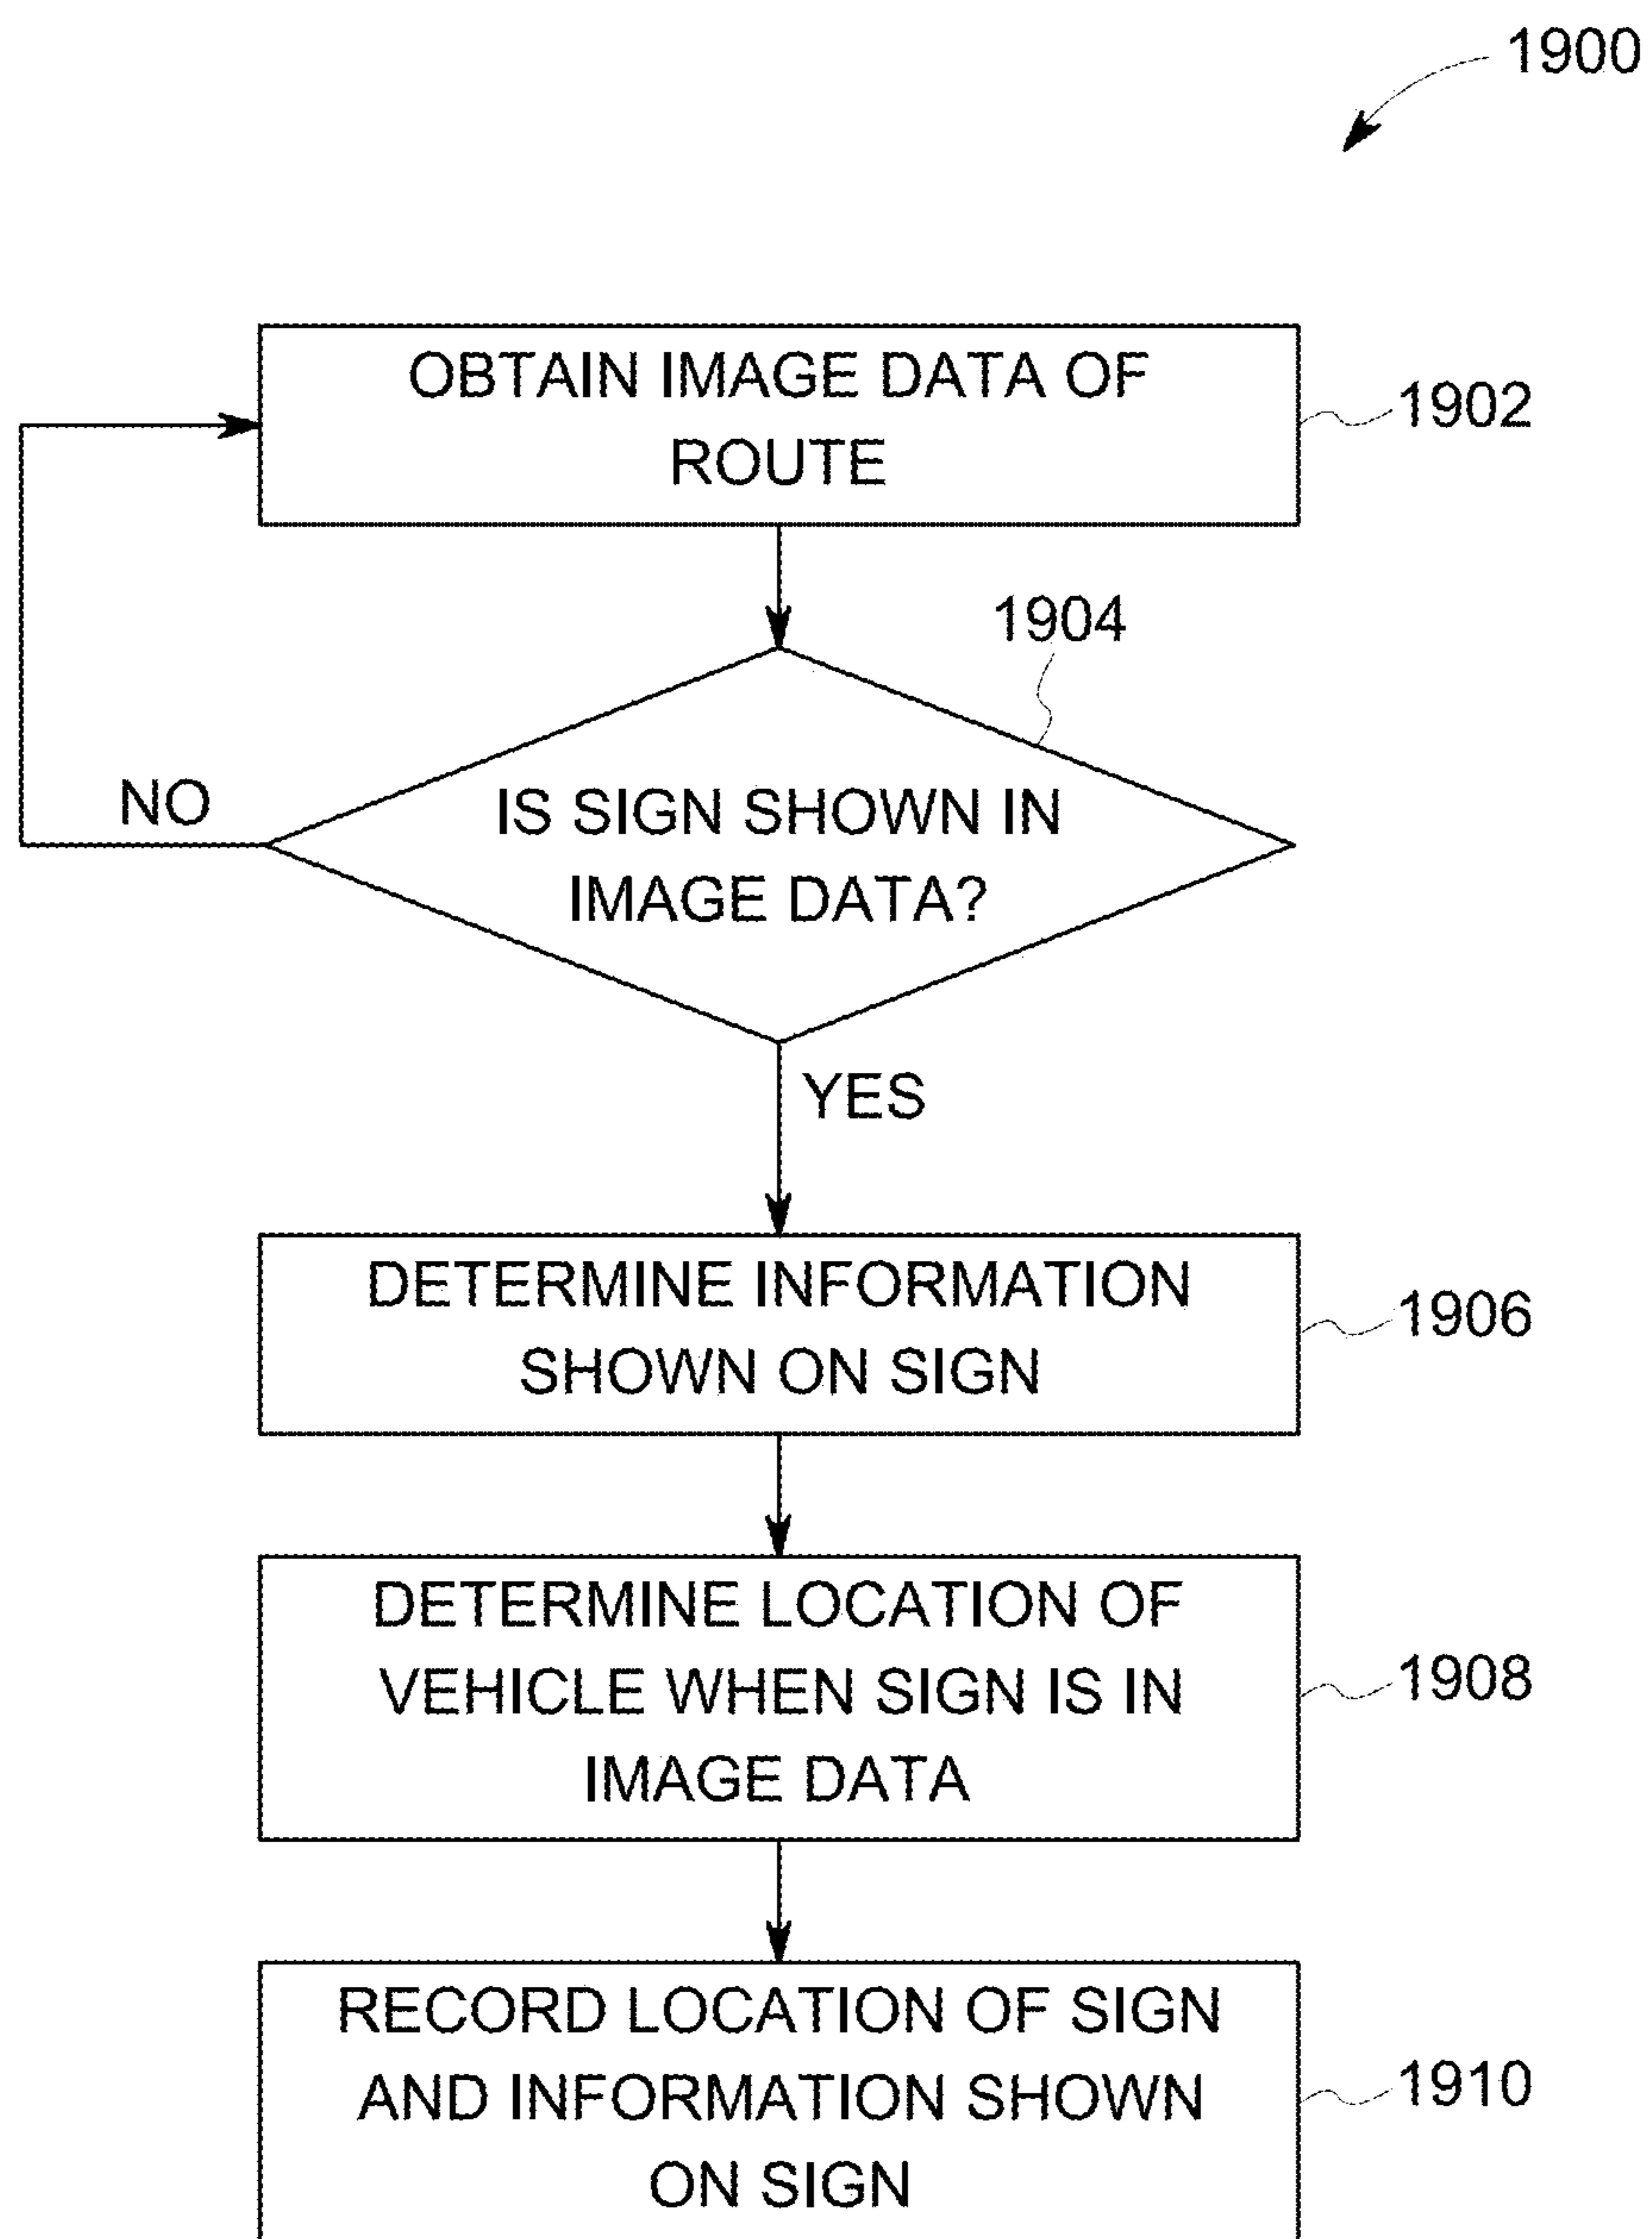 1900
OBTAIN IMAGE DATA OF
ROUTE
1902
1904
IS SIGN SHOWN IN
IMAGE DATA?
NO
YES
DETERMINE INFORMATION
SHOWN ON SIGN
1906
DETERMINE LOCATION OF
VEHICLE WHEN SIGN IS IN
IMAGE DATA
1908
RECORD LOCATION OF SIGN
AND INFORMATION SHOWN
ON SIGN
1910